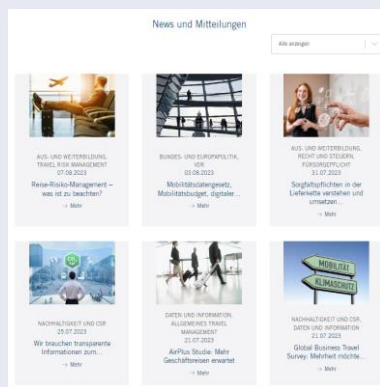 News und Mitteilungen
Alle anzeigen
AUS- UND WEITERBILDUNG,
TRAVEL RISK MANAGEMENT
07.08.2023
Reise-Risiko-Management –
was ist zu beachten?
→ Mehr
BUNDES- UND EUROPAPOLITIK,
VDR
03.08.2023
Mobilitätsdatengesetz,
Mobilitätsbudget, digitaler...
→ Mehr
AUS- UND WEITERBILDUNG,
RECHT UND STEUERN,
FÜRSORGEPFLICHT
31.07.2023
Sorgfaltspflichten in der
Lieferkette verstehen und
umsetzen...
→ Mehr
NACHHALTIGKEIT UND CSR
25.07.2023
Wir brauchen transparente
Informationen zum...
→ Mehr
DATEN UND INFORMATION,
ALLGEMEINES TRAVEL
MANAGEMENT
21.07.2023
AirPlus Studie: Mehr
Geschäftsreisen erwartet
→ Mehr
MOBILITÄT
KLIMASCHUTZ
NACHHALTIGKEIT UND CSR,
DATEN UND INFORMATION
21.07.2023
Global Business Travel
Survey: Mehrheit möchte...
→ Mehr